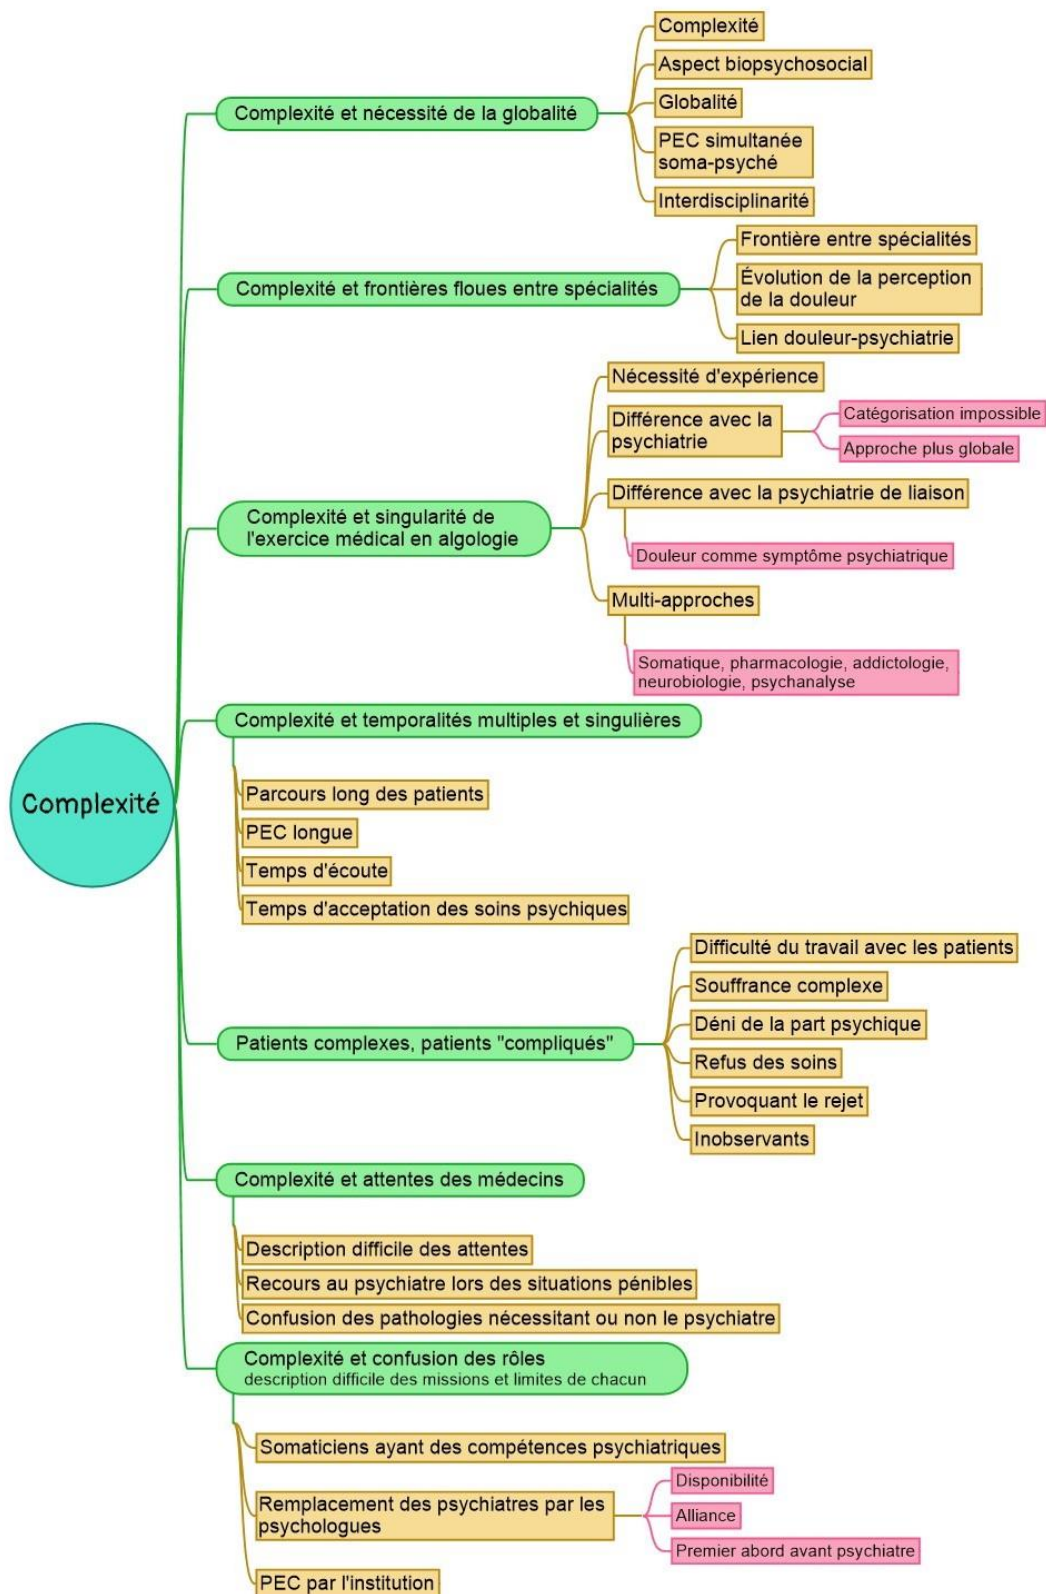 Complexité
Complexité et nécessité de la globalité
Complexité
Aspect biopsychosocial
Globalité
PEC simultanée
soma-psyché
Interdisciplinarité
Complexité et frontières floues entre spécialités
Frontière entre spécialités
Évolution de la perception
de la douleur
Lien douleur-psychiatrie
Complexité et singularité de
l'exercice médical en algologie
Nécessité d'expérience
Différence avec la
psychiatrie
Catégorisation impossible
Approche plus globale
Différence avec la psychiatrie de liaison
Douleur comme symptôme psychiatrique
Multi-approches
Somatique, pharmacologie, addictologie,
neurobiologie, psychanalyse
Complexité et temporalités multiples et singulières
Parcours long des patients
PEC longue
Temps d'écoute
Temps d'acceptation des soins psychiques
Patients complexes, patients "compliqués"
Difficulté du travail avec les patients
Souffrance complexe
Déni de la part psychique
Refus des soins
Provoquant le rejet
Inobservants
Complexité et attentes des médecins
Description difficile des attentes
Recours au psychiatre lors des situations pénibles
Confusion des pathologies nécessitant ou non le psychiatre
Complexité et confusion des rôles
description difficile des missions et limites de chacun
Somaticiens ayant des compétences psychiatriques
Remplacement des psychiatres par les
psychologues
Disponibilité
Alliance
Premier abord avant psychiatre
PEC par l'institution